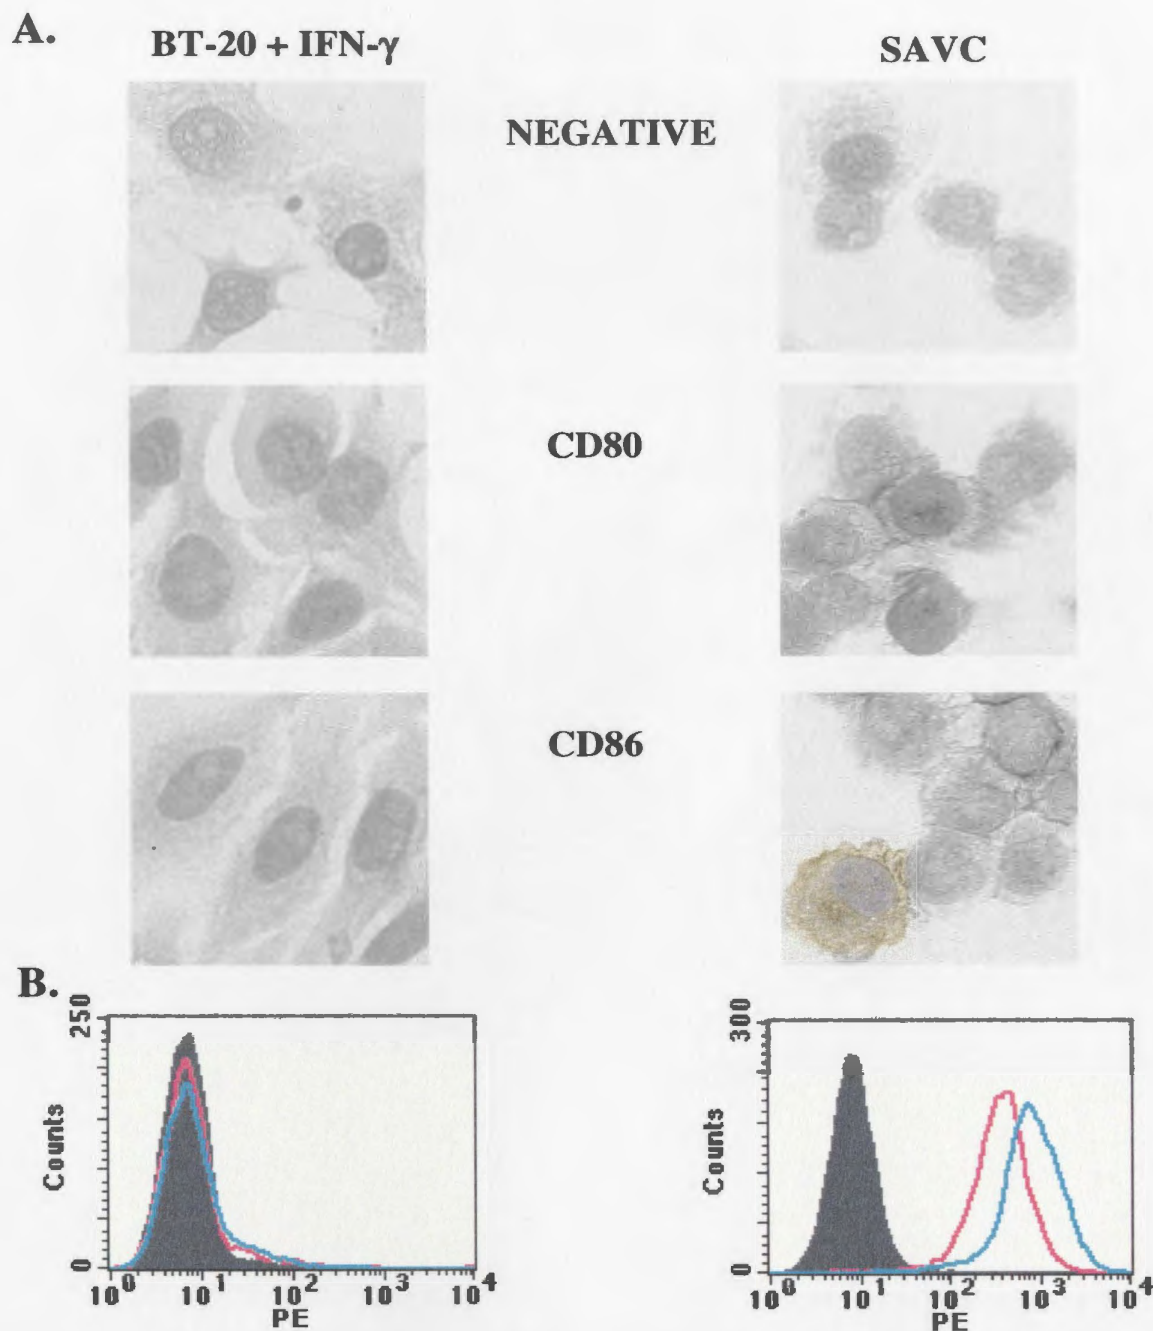 A.
BT-20 + IFN-γ
SAVC
NEGATIVE
CD80
CD86
B.
250
Counts
0
10⁰ 10¹ 10² 10³ 10⁴
PE
300
Counts
0
10⁰ 10¹ 10² 10³ 10⁴
PE